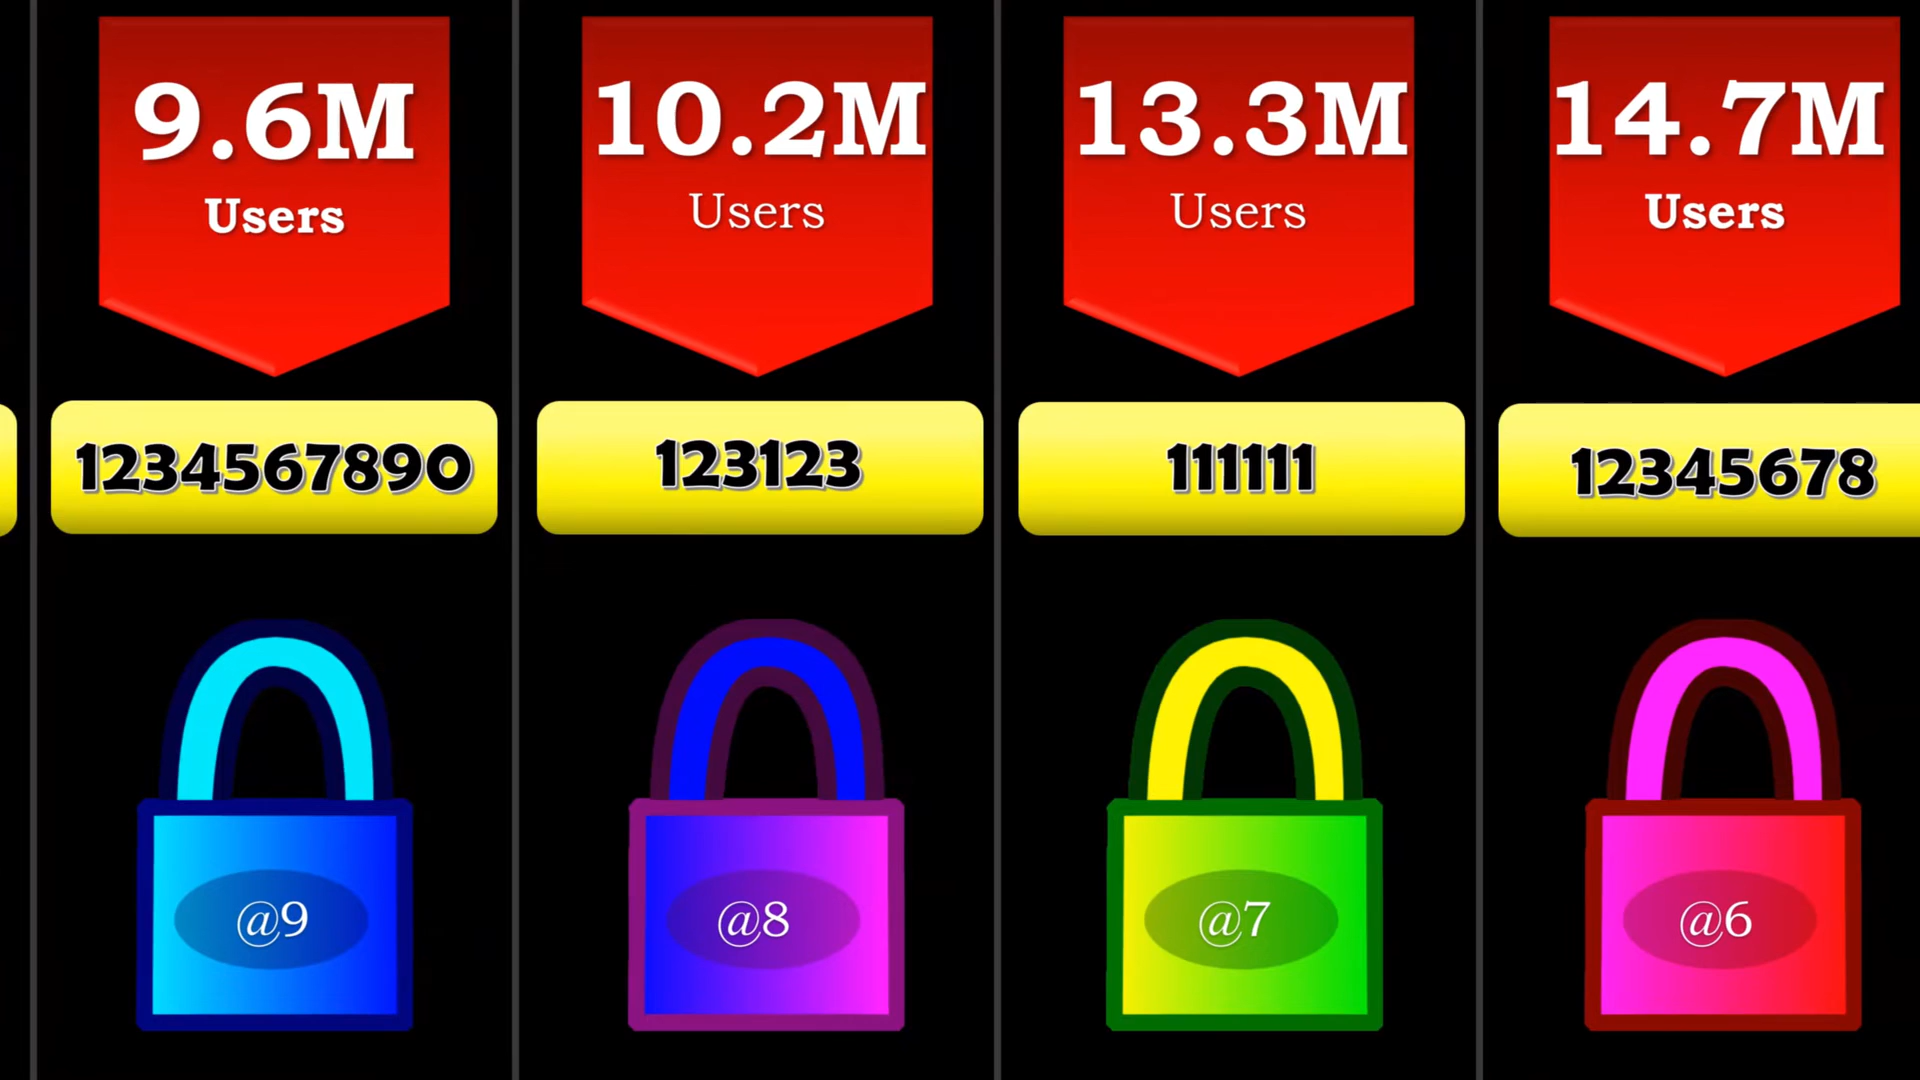 9.6M
Users
1234567890
@9
10.2M
Users
123123
@8
13.3M
Users
111111
@7
14.7M
Users
12345678
@6